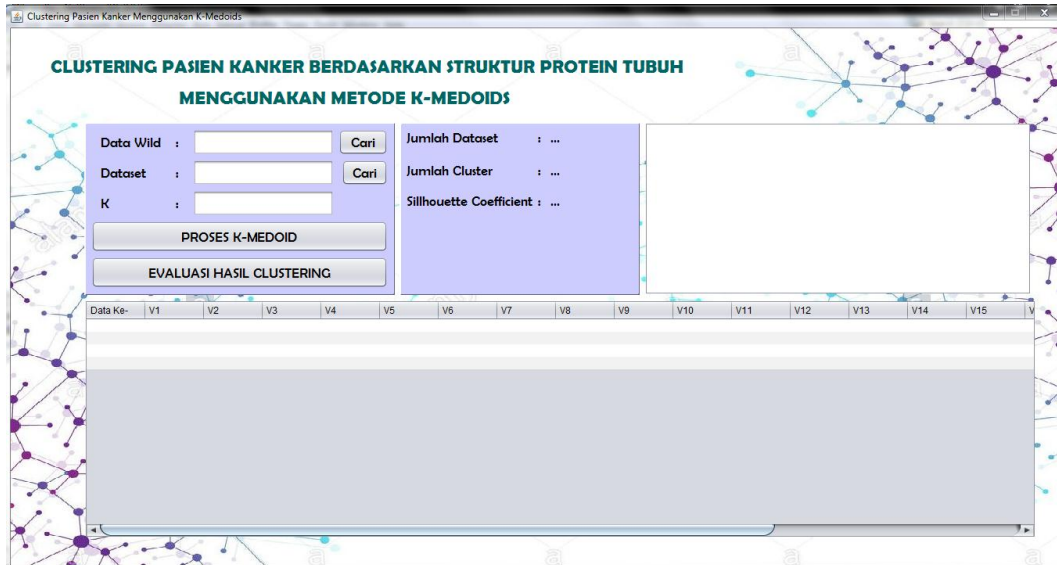 Clustering Pasien Kanker Menggunakan K-Medoids
CLUSTERING PASIEN KANKER BERDASARKAN STRUKTUR PROTEIN TUBUH
MENGGUNAKAN METODE K-MEDOIDS
Data Wild : Cari
Dataset : Cari
K :
PROSES K-MEDOID
EVALUASI HASIL CLUSTERING
Jumlah Dataset : ...
Jumlah Cluster : ...
Sillhouette Coefficient : ...
Data Ke- V1 V2 V3 V4 V5 V6 V7 V8 V9 V10 V11 V12 V13 V14 V15 V